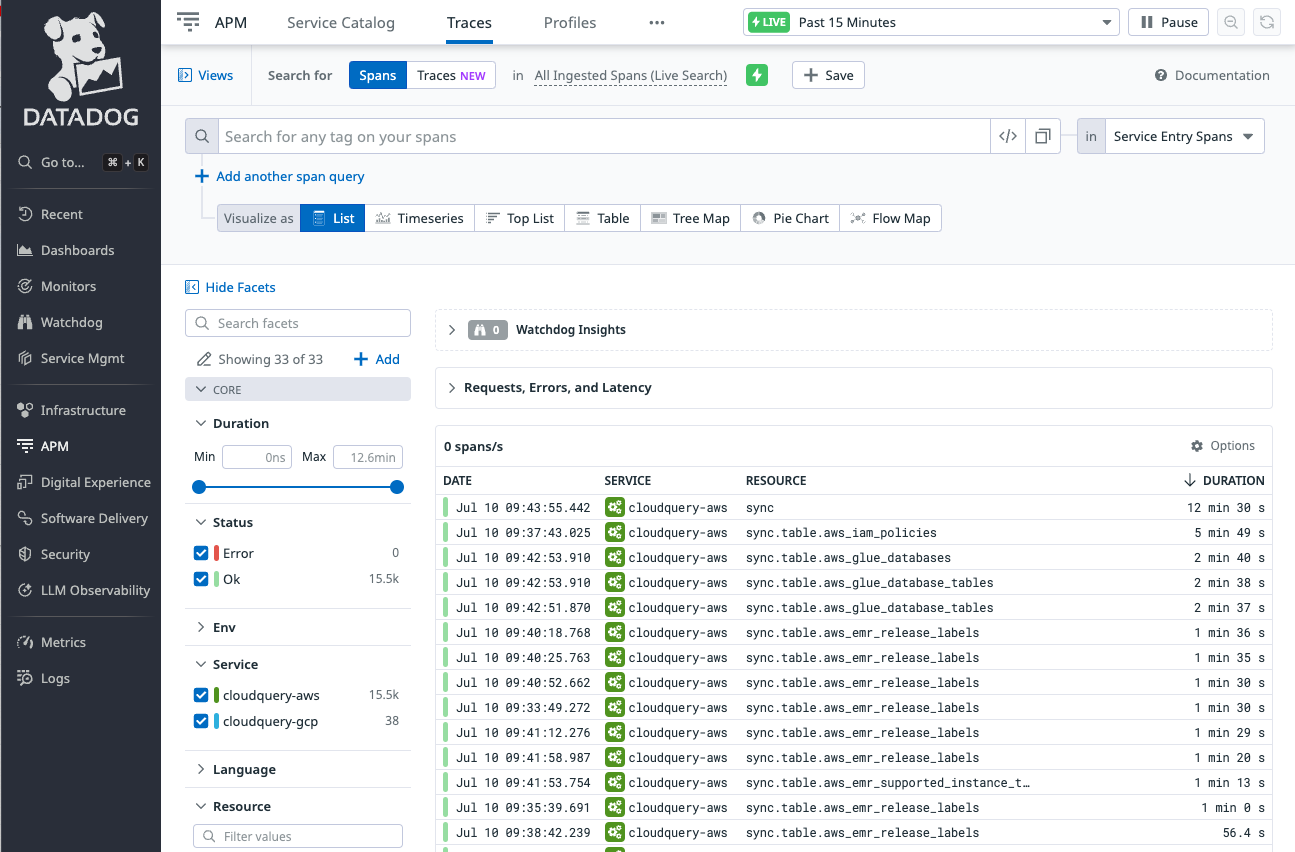 DATADOG
Go to... ⌘ + K
Recent
Dashboards
Monitors
Watchdog
Service Mgmt
Infrastructure
APM
Digital Experience
Software Delivery
Security
LLM Observability
Metrics
Logs
APM Service Catalog Traces Profiles ••• LIVE Past 15 Minutes Pause
Views Search for Spans Traces NEW in All Ingested Spans (Live Search) + Save Documentation
Search for any tag on your spans </> in Service Entry Spans
+ Add another span query
Visualize as List Timeseries Top List Table Tree Map Pie Chart Flow Map
Hide Facets
Search facets
Showing 33 of 33 + Add
CORE
Duration
Min 0ns Max 12.6min
Status
Error 0
Ok 15.5k
Env
Service
cloudquery-aws 15.5k
cloudquery-gcp 38
Language
Resource
Filter values
0 Watchdog Insights
Requests, Errors, and Latency
0 spans/s Options
DATE SERVICE RESOURCE ↓ DURATION
Jul 10 09:43:55.442 cloudquery-aws sync 12 min 30 s
Jul 10 09:37:43.025 cloudquery-aws sync.table.aws_iam_policies 5 min 49 s
Jul 10 09:42:53.910 cloudquery-aws sync.table.aws_glue_databases 2 min 40 s
Jul 10 09:42:53.910 cloudquery-aws sync.table.aws_glue_database_tables 2 min 38 s
Jul 10 09:42:51.870 cloudquery-aws sync.table.aws_glue_database_tables 2 min 37 s
Jul 10 09:40:18.768 cloudquery-aws sync.table.aws_emr_release_labels 1 min 36 s
Jul 10 09:40:25.763 cloudquery-aws sync.table.aws_emr_release_labels 1 min 35 s
Jul 10 09:40:52.662 cloudquery-aws sync.table.aws_emr_release_labels 1 min 30 s
Jul 10 09:33:49.272 cloudquery-aws sync.table.aws_emr_release_labels 1 min 30 s
Jul 10 09:41:12.276 cloudquery-aws sync.table.aws_emr_release_labels 1 min 29 s
Jul 10 09:41:58.987 cloudquery-aws sync.table.aws_emr_release_labels 1 min 20 s
Jul 10 09:41:53.754 cloudquery-aws sync.table.aws_emr_supported_instance_t… 1 min 13 s
Jul 10 09:35:39.691 cloudquery-aws sync.table.aws_emr_release_labels 1 min 0 s
Jul 10 09:38:42.239 cloudquery-aws sync.table.aws_emr_release_labels 56.4 s